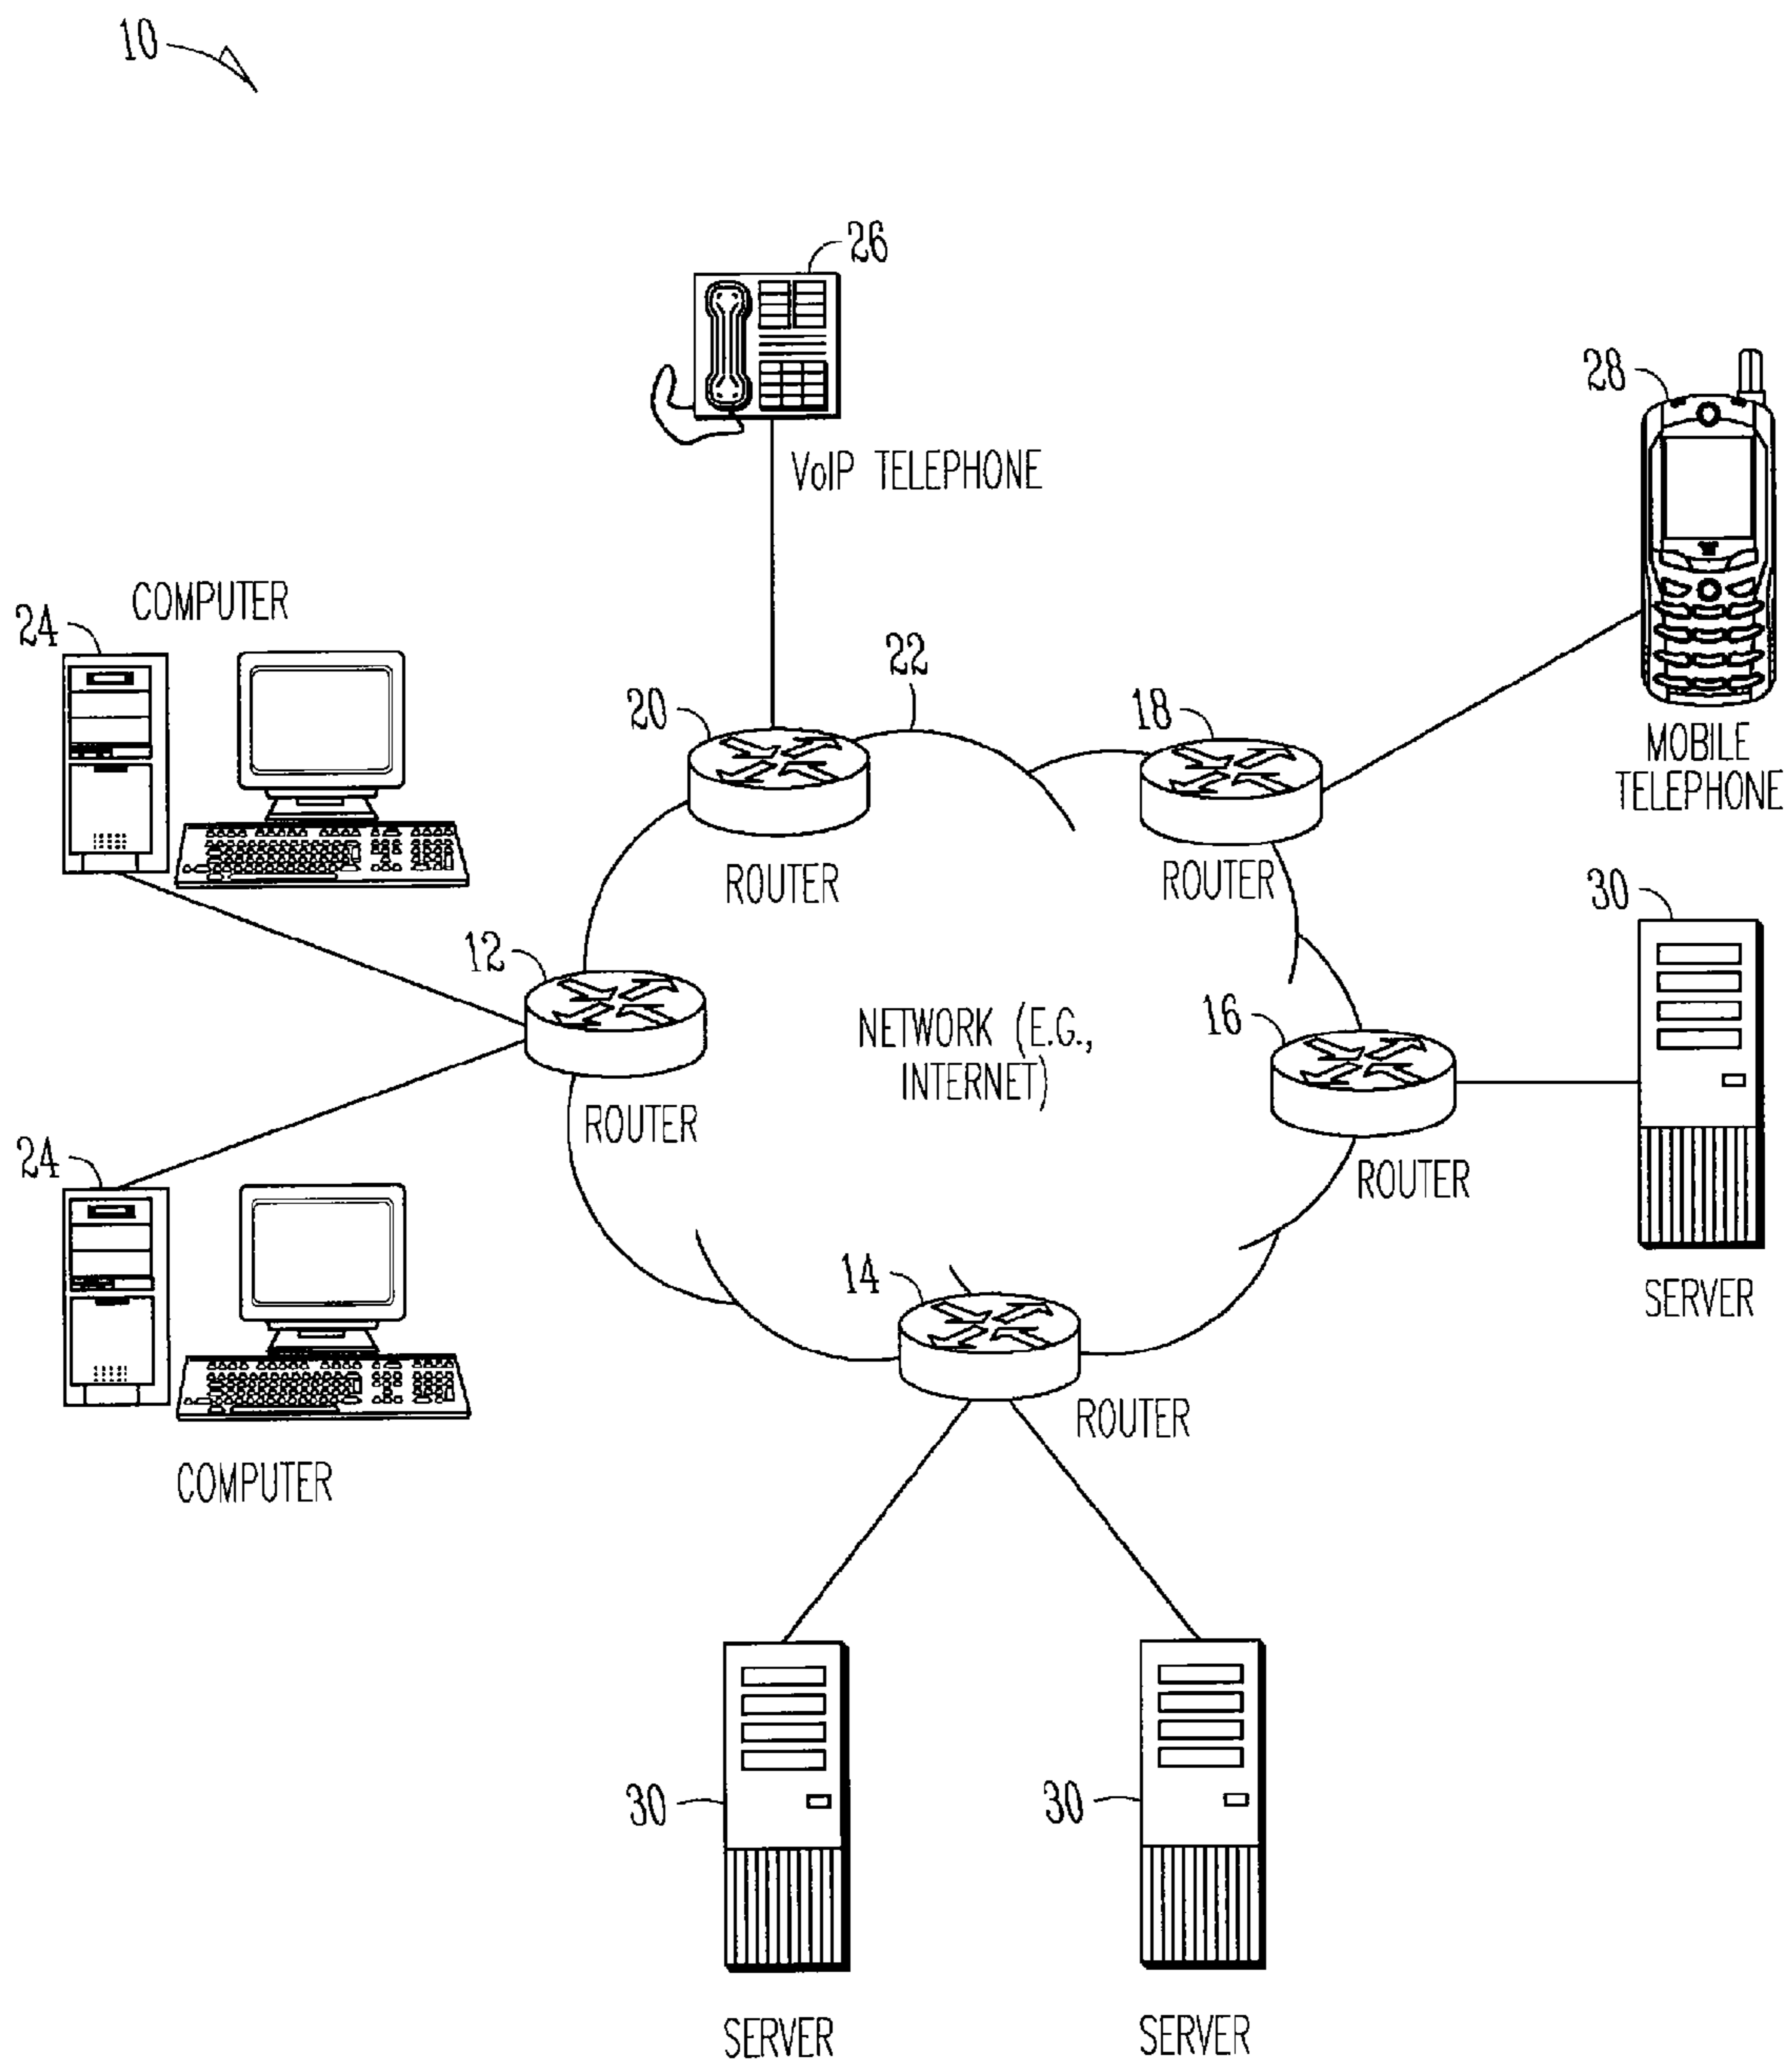 10
26
VoIP TELEPHONE
28
MOBILE
TELEPHONE
COMPUTER
24
20
ROUTER
22
18
ROUTER
30
SERVER
12
ROUTER
NETWORK (E.G.,
INTERNET)
16
ROUTER
24
COMPUTER
14
ROUTER
30
SERVER
30
SERVER